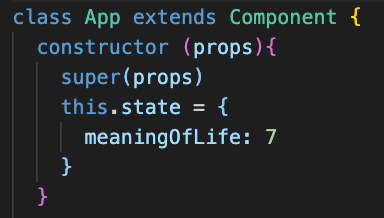 class App extends Component {
constructor (props){
super(props)
this.state = {
meaningOfLife: 7
}
}